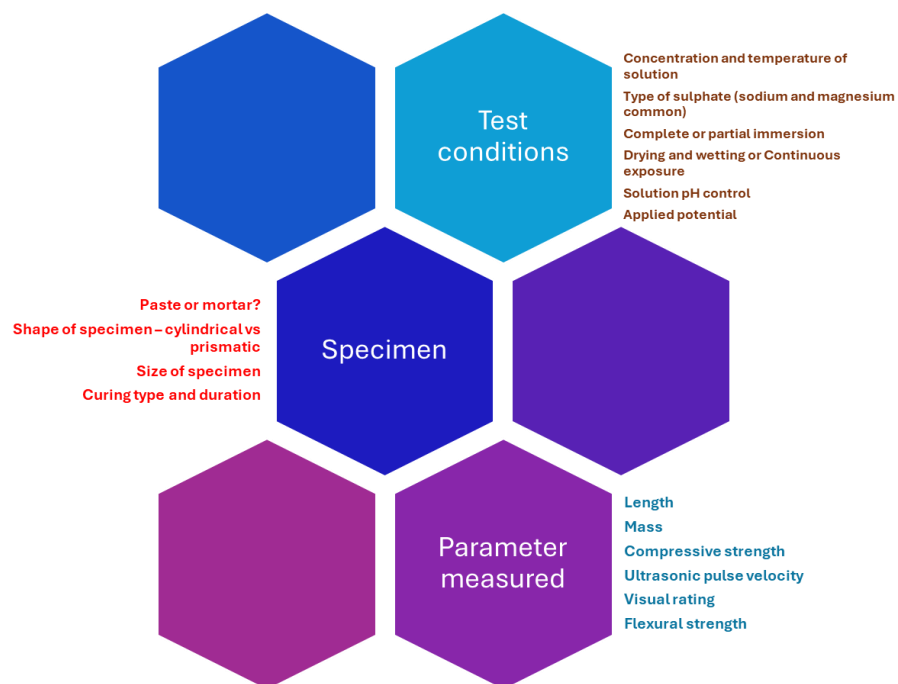 Test
conditions
Concentration and temperature of
solution
Type of sulphate (sodium and magnesium
common)
Complete or partial immersion
Drying and wetting or Continuous
exposure
Solution pH control
Applied potential
Paste or mortar?
Shape of specimen – cylindrical vs
prismatic
Size of specimen
Curing type and duration
Specimen
Parameter
measured
Length
Mass
Compressive strength
Ultrasonic pulse velocity
Visual rating
Flexural strength